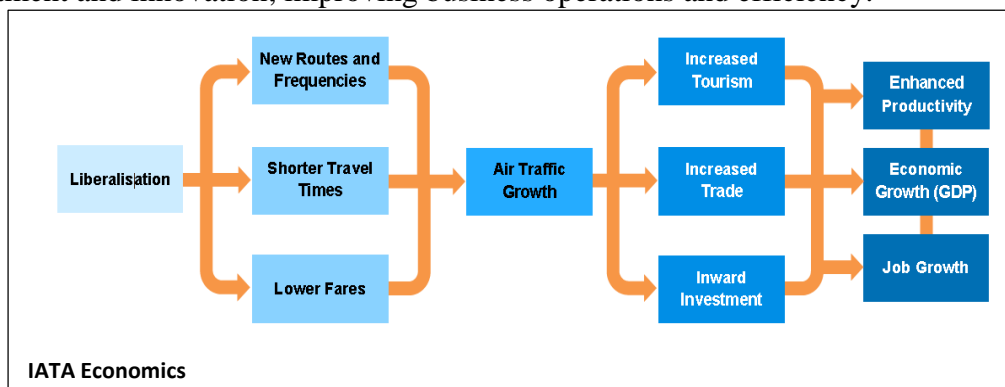 ment and innovation, improving business operations and efficiency.
New Routes and
Frequencies
Increased
Tourism
Enhanced
Productivity
Liberalisation
Shorter Travel
Times
Air Traffic
Growth
Increased
Trade
Economic
Growth (GDP)
Lower Fares
Inward
Investment
Job Growth
IATA Economics